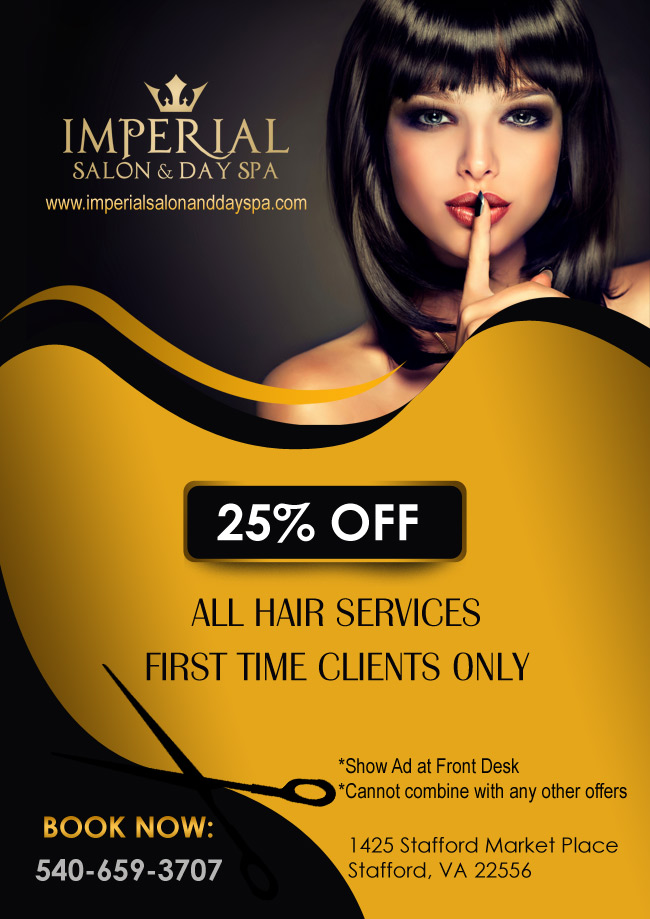 IMPERIAL
SALON & DAY SPA
www.imperialsalonanddayspa.com
25% OFF
ALL HAIR SERVICES
FIRST TIME CLIENTS ONLY
*Show Ad at Front Desk
*Cannot combine with any other offers
BOOK NOW:
540-659-3707
1425 Stafford Market Place
Stafford, VA 22556